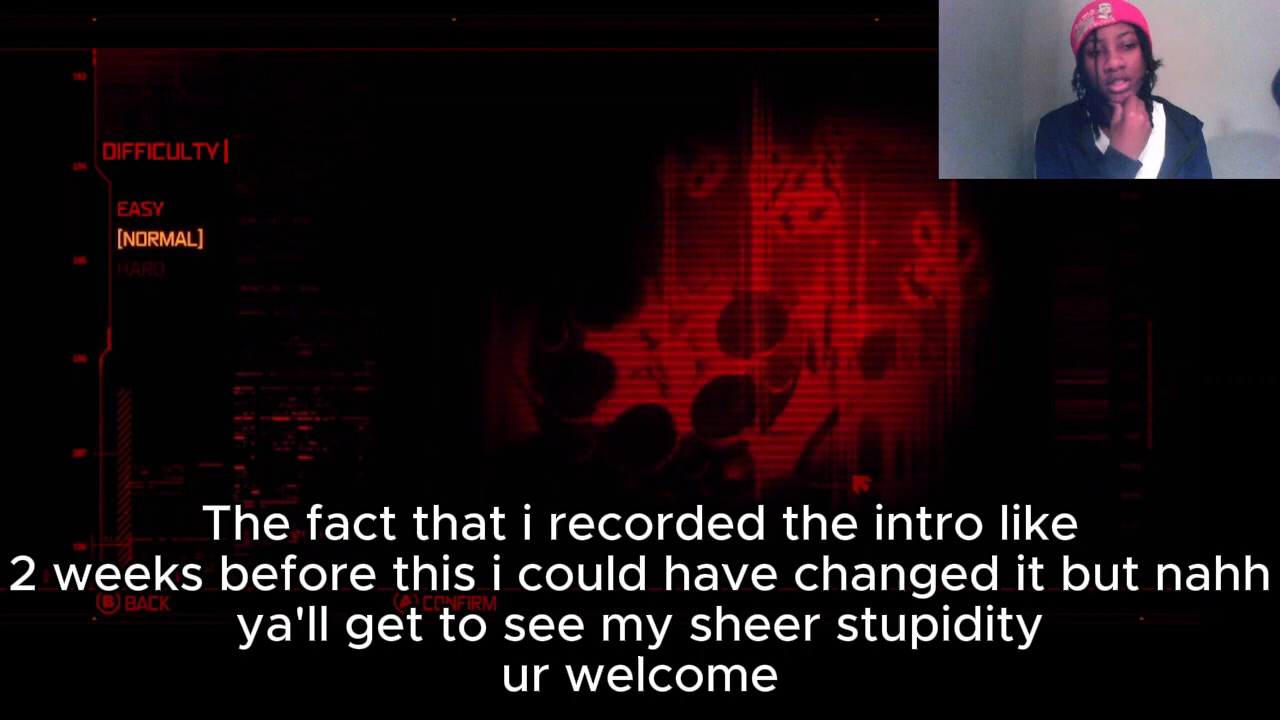 DIFFICULTY
EASY
[NORMAL]
HARD
The fact that i recorded the intro like
2 weeks before this i could have changed it but nahh
B BACK
A CONFIRM
ya'll get to see my sheer stupidity
ur welcome